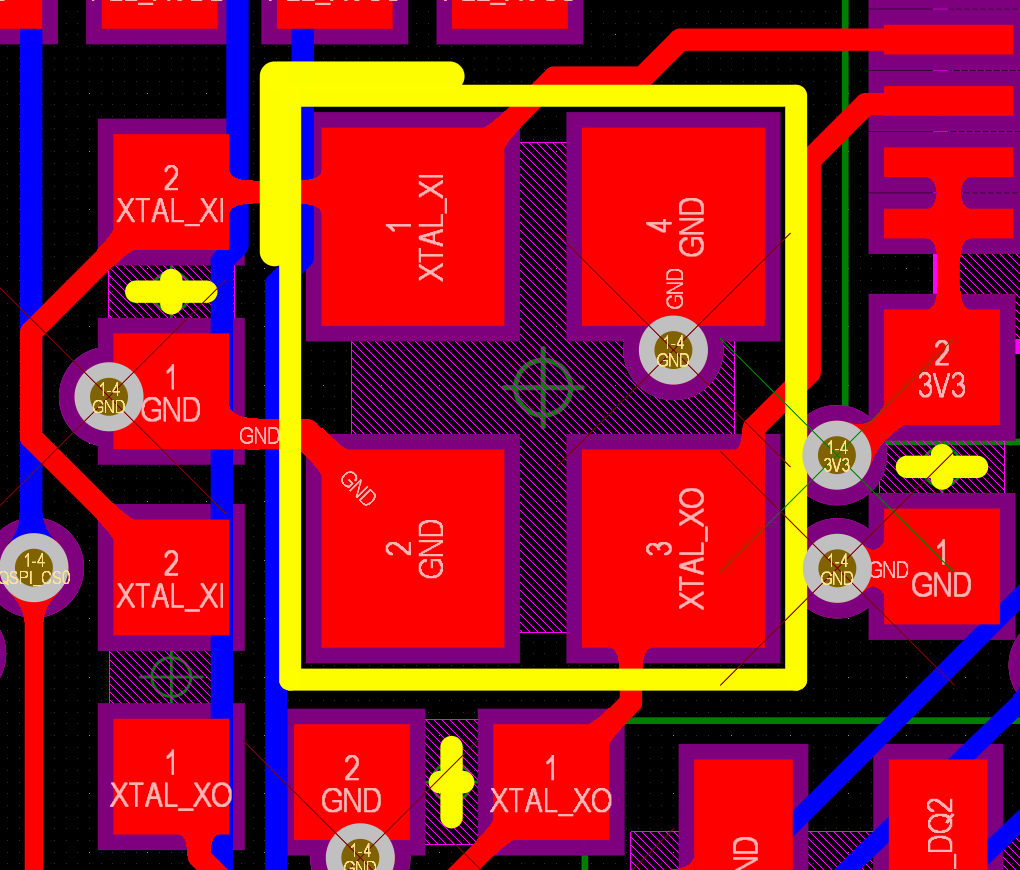 2
XTAL_XI
1
XTAL_XI
4
GND
GND
1-4
GND
1
GND
1-4
GND
GND
GND
2
3V3
1-4
3V3
2
GND
3
XTAL_XO
2
XTAL_XI
1-4
QSPI_CS0
1-4
GND
GND
1
GND
1
XTAL_XO
2
GND
1
XTAL_XO
1-4
GND
ND
_DQ2